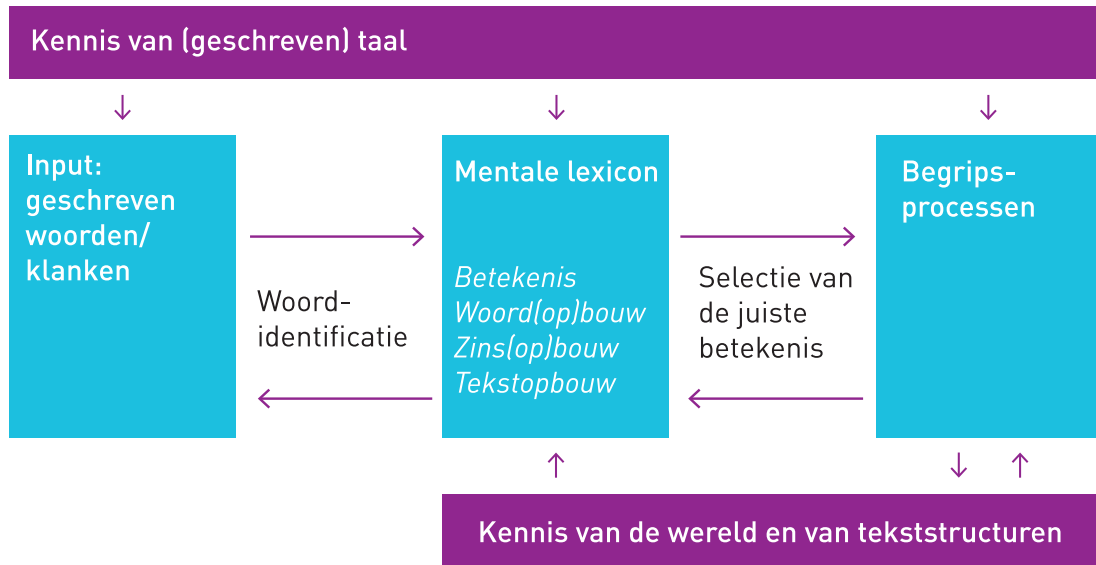 Kennis van (geschreven) taal
Input:
geschreven
woorden/
klanken
Woord-
identificatie
Mentale lexicon
Betekenis
Woord(op)bouw
Zins(op)bouw
Tekstopbouw
Selectie van
de juiste
betekenis
Begrips-
processen
Kennis van de wereld en van tekststructuren